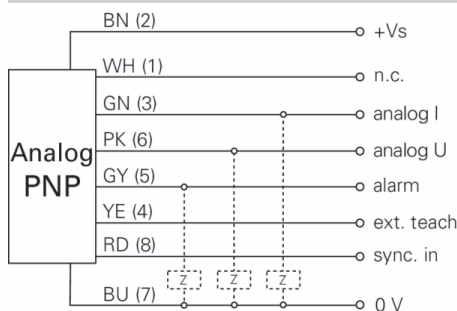 BN (2) +Vs
WH (1) n.c.
GN (3) analog I
PK (6) analog U
Analog
PNP
GY (5) alarm
YE (4) ext. teach
RD (8) sync. in
Z Z Z
BU (7) 0 V